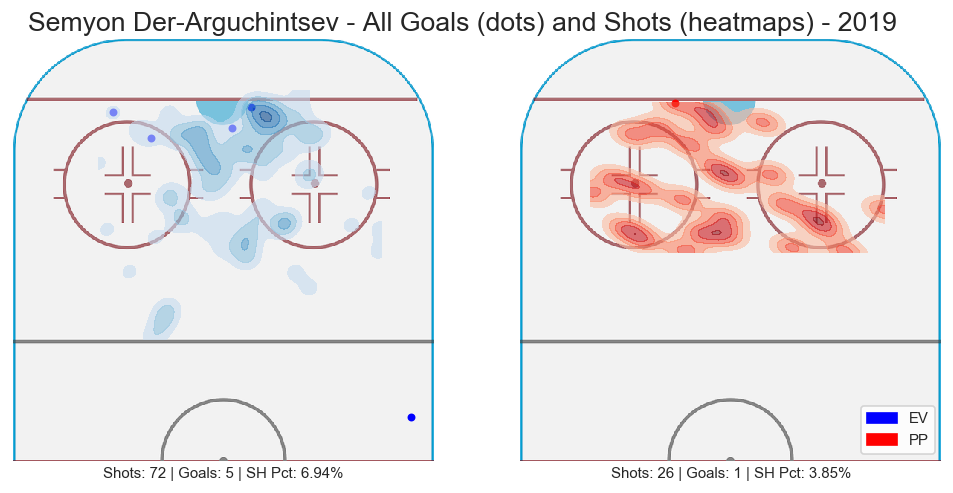 Semyon Der-Arguchintsev - All Goals (dots) and Shots (heatmaps) - 2019
EV
PP
Shots: 72 | Goals: 5 | SH Pct: 6.94%
Shots: 26 | Goals: 1 | SH Pct: 3.85%